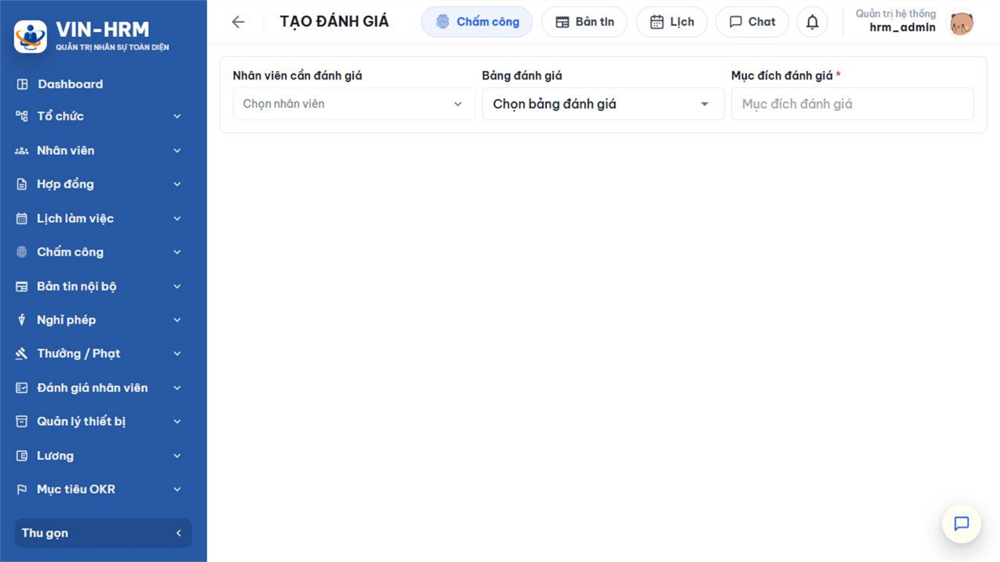 VIN-HRM
QUẢN TRỊ NHÂN SỰ TOÀN DIỆN
Dashboard
Tổ chức
Nhân viên
Hợp đồng
Lịch làm việc
Chấm công
Bản tin nội bộ
Nghỉ phép
Thưởng / Phạt
Đánh giá nhân viên
Quản lý thiết bị
Lương
Mục tiêu OKR
Thu gọn
TẠO ĐÁNH GIÁ
Chấm công
Bản tin
Lịch
Chat
Quản trị hệ thống
hrm_admin
Nhân viên cần đánh giá
Chọn nhân viên
Bảng đánh giá
Chọn bảng đánh giá
Mục đích đánh giá *
Mục đích đánh giá